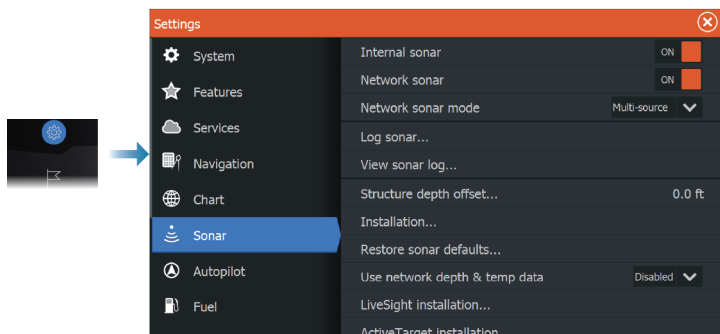 Settings
System
Features
Services
Navigation
Chart
Sonar
Autopilot
Fuel
Internal sonar ON
Network sonar ON
Network sonar mode Multi-source
Log sonar...
View sonar log...
Structure depth offset... 0.0 ft
Installation...
Restore sonar defaults...
Use network depth & temp data Disabled
LiveSight installation...
ActiveTarget installation